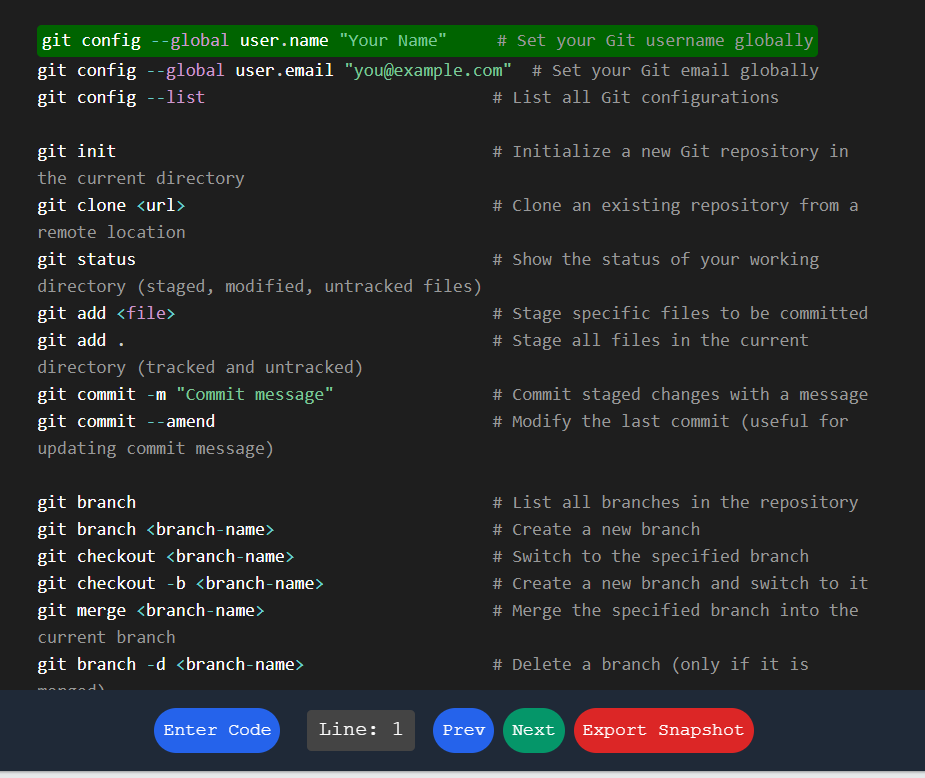 git config --global user.name "Your Name"     # Set your Git username globally
git config --global user.email "you@example.com"  # Set your Git email globally
git config --list                             # List all Git configurations
git init                                      # Initialize a new Git repository in
the current directory
git clone <url>                               # Clone an existing repository from a
remote location
git status                                    # Show the status of your working
directory (staged, modified, untracked files)
git add <file>                                # Stage specific files to be committed
git add .                                     # Stage all files in the current
directory (tracked and untracked)
git commit -m "Commit message"                # Commit staged changes with a message
git commit --amend                            # Modify the last commit (useful for
updating commit message)
git branch                                    # List all branches in the repository
git branch <branch-name>                      # Create a new branch
git checkout <branch-name>                    # Switch to the specified branch
git checkout -b <branch-name>                 # Create a new branch and switch to it
git merge <branch-name>                       # Merge the specified branch into the
current branch
git branch -d <branch-name>                   # Delete a branch (only if it is
Enter Code Line: 1 Prev Next Export Snapshot